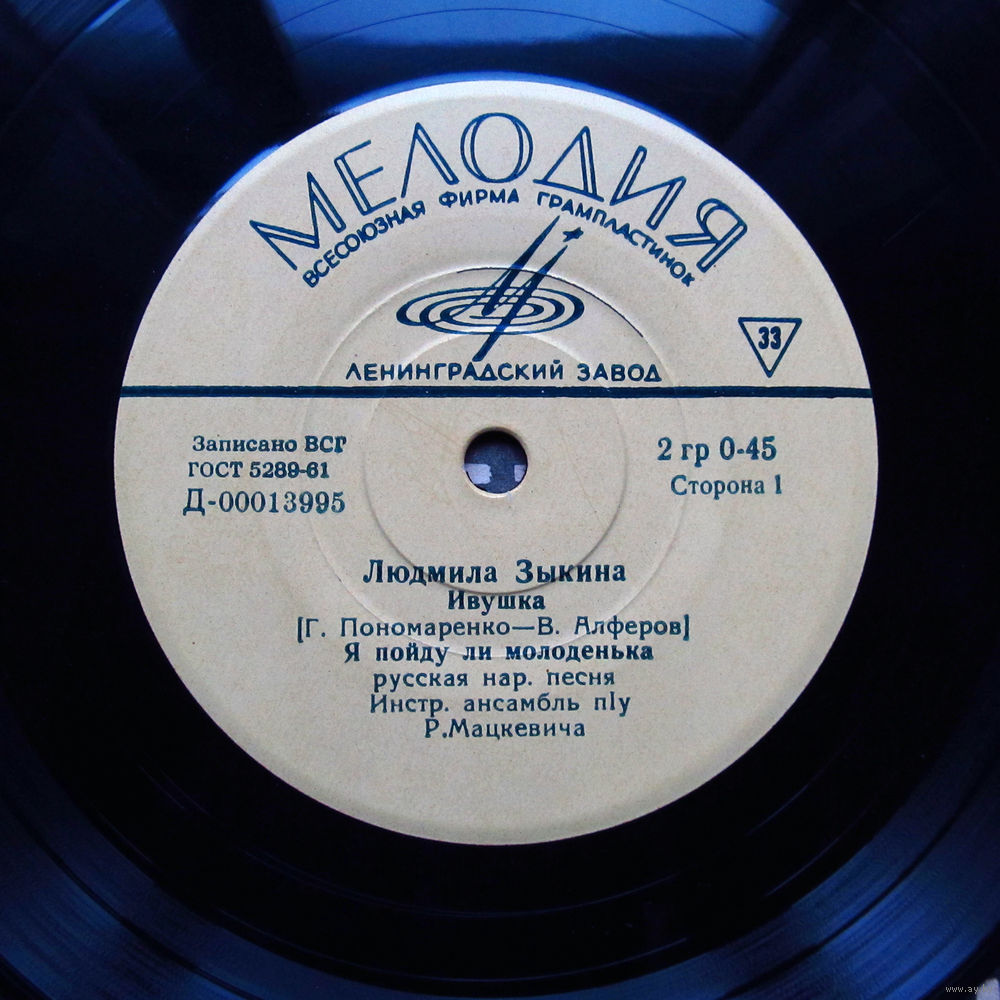 МЕЛОДИЯ
ВСЕСОЮЗНАЯ ФИРМА ГРАМПЛАСТИНОК
33
ЛЕНИНГРАДСКИЙ ЗАВОД
Записано ВСГ
ГОСТ 5289-61
Д-00013995
2 гр 0-45
Сторона 1
Людмила Зыкина
Ивушка
[Г. Пономаренко—В. Алферов]
Я пойду ли молоденька
русская нар. песня
Инстр. ансамбль п/у
Р.Мацкевича